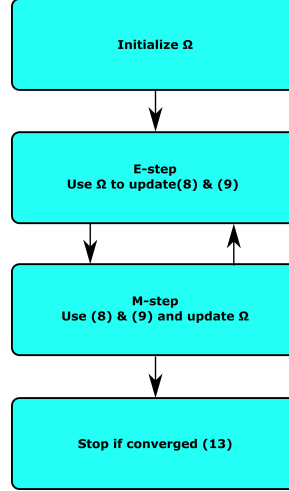 Initialize Ω
E-step
Use Ω to update(8) & (9)
M-step
Use (8) & (9) and update Ω
Stop if converged (13)